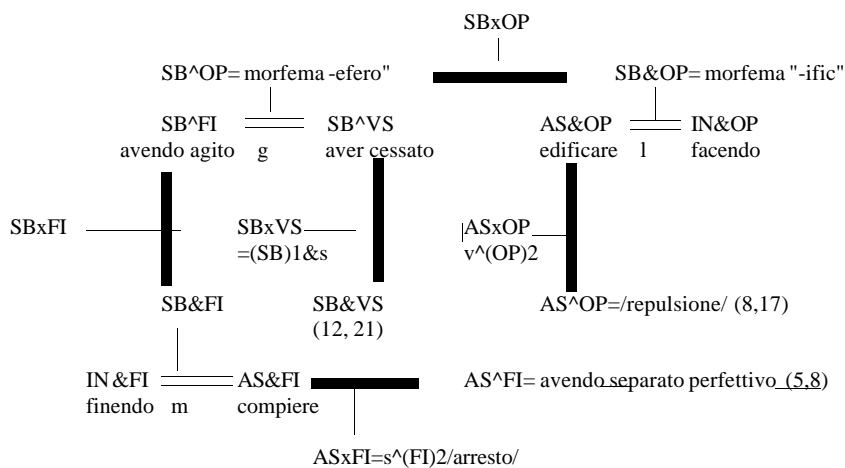 SBxOP
SB^OP= morfema -efero" SB&OP= morfema "-ific"
SB^FI SB^VS AS&OP IN&OP
avendo agito g aver cessato edificare l facendo
SBxFI SBxVS ASxOP
=(SB)1&s v^(OP)2
SB&FI SB&VS AS^OP=/repulsione/ (8,17)
(12, 21)
IN &FI AS&FI AS^FI= avendo separato perfettivo (5,8)
finendo m compiere
ASxFI=s^(FI)2/arresto/